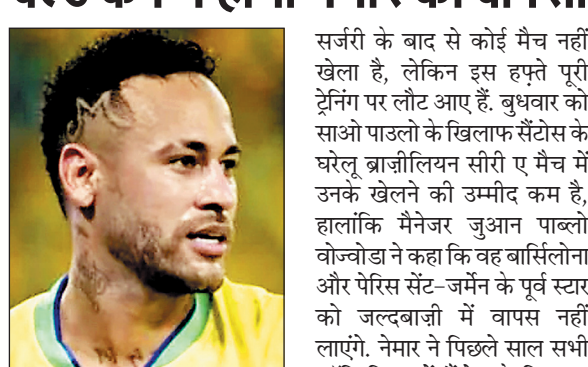 सर्जरी के बाद से कोई मैच नहीं
खेला है, लेकिन इस हफ्ते पूरी
ट्रेनिंग पर लौट आए हैं. बुधवार को
साओ पाउलो के खिलाफ सैंटोस के
घरेलू ब्राज़ीलियन सीरी ए मैच में
उनके खेलने की उम्मीद कम है,
हालांकि मैनेजर जुआन पाब्लो
वोज्वोडा ने कहा कि वह बार्सिलोना
और पेरिस सेंट-जर्मेन के पूर्व स्टार
को जल्दबाज़ी में वापस नहीं
लाएंगे. नेमार ने पिछले साल सभी